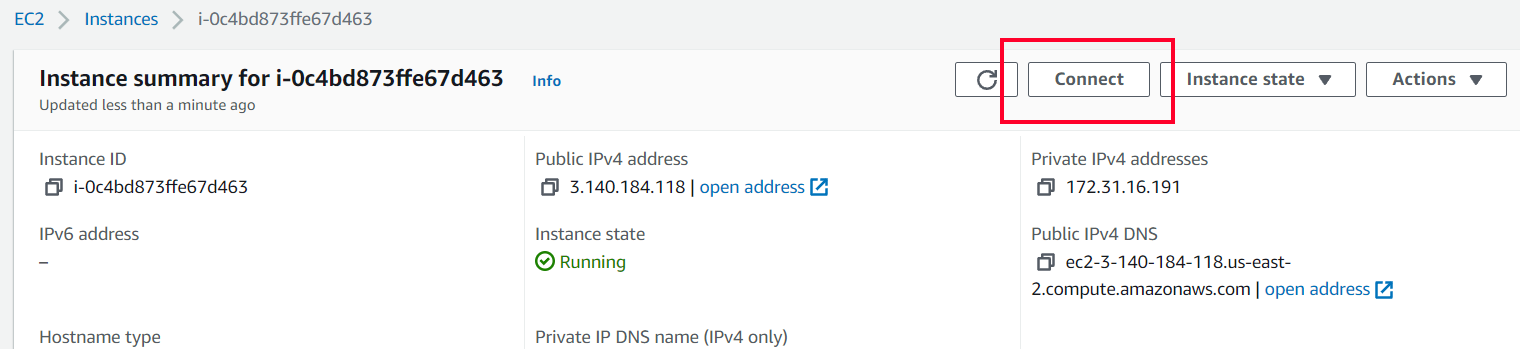 EC2 Instances i-0c4bd873ffe67d463
Instance summary for i-0c4bd873ffe67d463 Info
Connect Instance state Actions
Updated less than a minute ago
Instance ID
i-0c4bd873ffe67d463
Public IPv4 address
3.140.184.118 | open address
Private IPv4 addresses
172.31.16.191
IPv6 address
–
Instance state
Running
Public IPv4 DNS
ec2-3-140-184-118.us-east-
2.compute.amazonaws.com | open address
Hostname type
Private IP DNS name (IPv4 only)